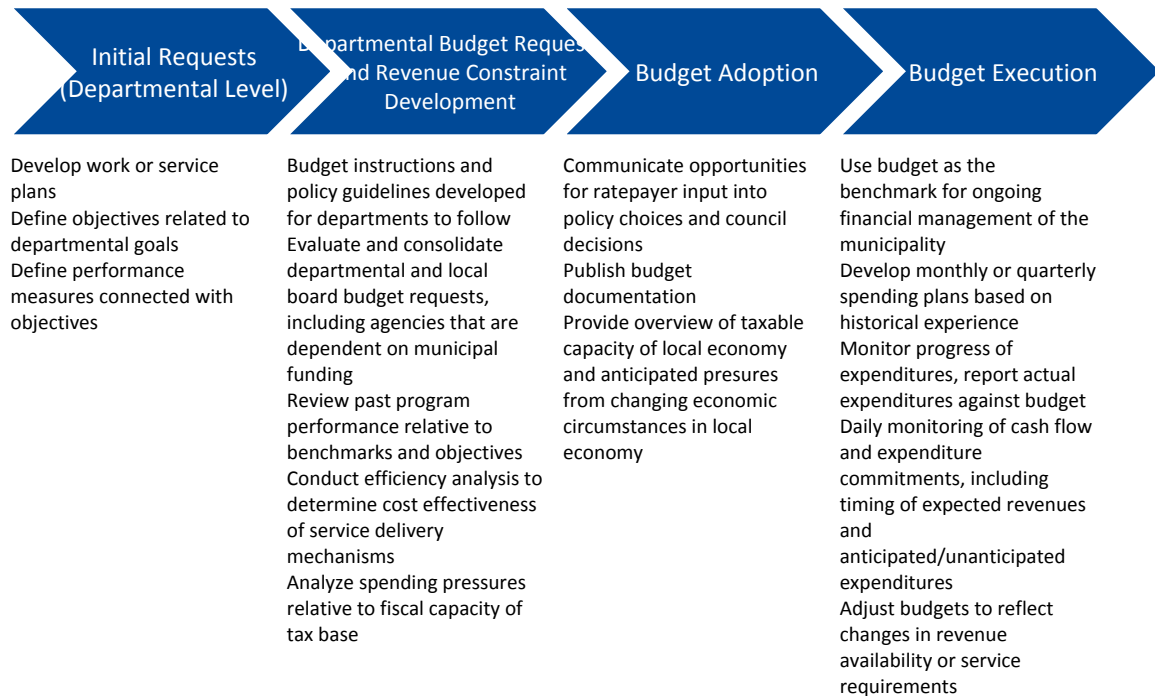 Initial Requests
(Departmental Level)
Departmental Budget Reques
and Revenue Constraint
Development
Budget Adoption
Budget Execution
Develop work or service
plans
Define objectives related to
departmental goals
Define performance
measures connected with
objectives
Budget instructions and
policy guidelines developed
for departments to follow
Evaluate and consolidate
departmental and local
board budget requests,
including agencies that are
dependent on municipal
funding
Review past program
performance relative to
benchmarks and objectives
Conduct efficiency analysis to
determine cost effectiveness
of service delivery
mechanisms
Analyze spending pressures
relative to fiscal capacity of
tax base
Communicate opportunities
for ratepayer input into
policy choices and council
decisions
Publish budget
documentation
Provide overview of taxable
capacity of local economy
and anticipated presures
from changing economic
circumstances in local
economy
Use budget as the
benchmark for ongoing
financial management of the
municipality
Develop monthly or quarterly
spending plans based on
historical experience
Monitor progress of
expenditures, report actual
expenditures against budget
Daily monitoring of cash flow
and expenditure
commitments, including
timing of expected revenues
and
anticipated/unanticipated
expenditures
Adjust budgets to reflect
changes in revenue
availability or service
requirements